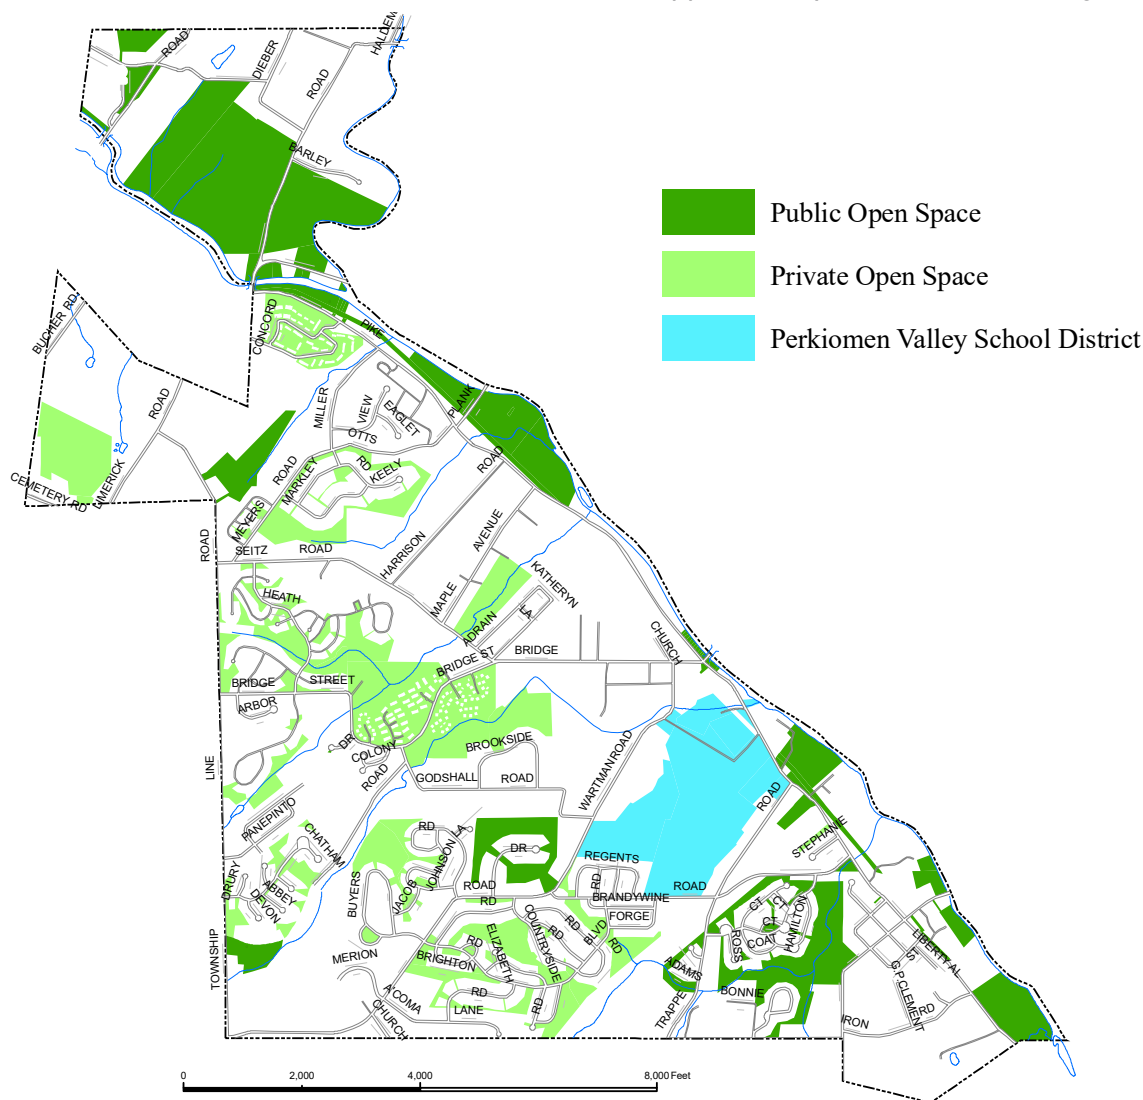 ROAD
DIEBER
HALDEM
ROAD
BARLEY
Public Open Space
Private Open Space
Perkiomen Valley School District
BUCHER RD
CONCORD
PIKE
ROAD
MILLER
VIEW
EAGLET
PLANK
OTTS
CEMETERY RD
LIMERICK
ROAD
MARKLEY
RD
KEELY
ROAD
MEYERS
ROAD
SEITZ
ROAD
HARRISON
AVENUE
HEATH
MAPLE
KATHERYN
LA
ADRAIN
CHURCH
BRIDGE ST
BRIDGE
BRIDGE
STREET
ARBOR
DR
COLONY
BROOKSIDE
WARTMAN ROAD
LINE
ROAD
GODSHALL
ROAD
ROAD
PANEPINTO
CHATHAM
RD
LA
STEPHANIE
DR
JOHNSON
REGENTS
DRURY
ABBEY
DEVON
BUYERS
JACOB
ROAD
RD
ROAD
BRANDYWINE
RD
FORGE
CT
CT
CT
COAT
HAMILTON
ROSS
COUNTRYSIDE
RD
RD
BLVD
RD
ELIZABETH
RD
LIBERTY AL
TOWNSHIP
MERION
BRIGHTON
ADAMS
G.P.CLEMENT
S
BONNIE
A'COMA
RD
LANE
RD
TRAPPE
IRON
RD
CHURCH
0
2,000
4,000
8,000 Feet